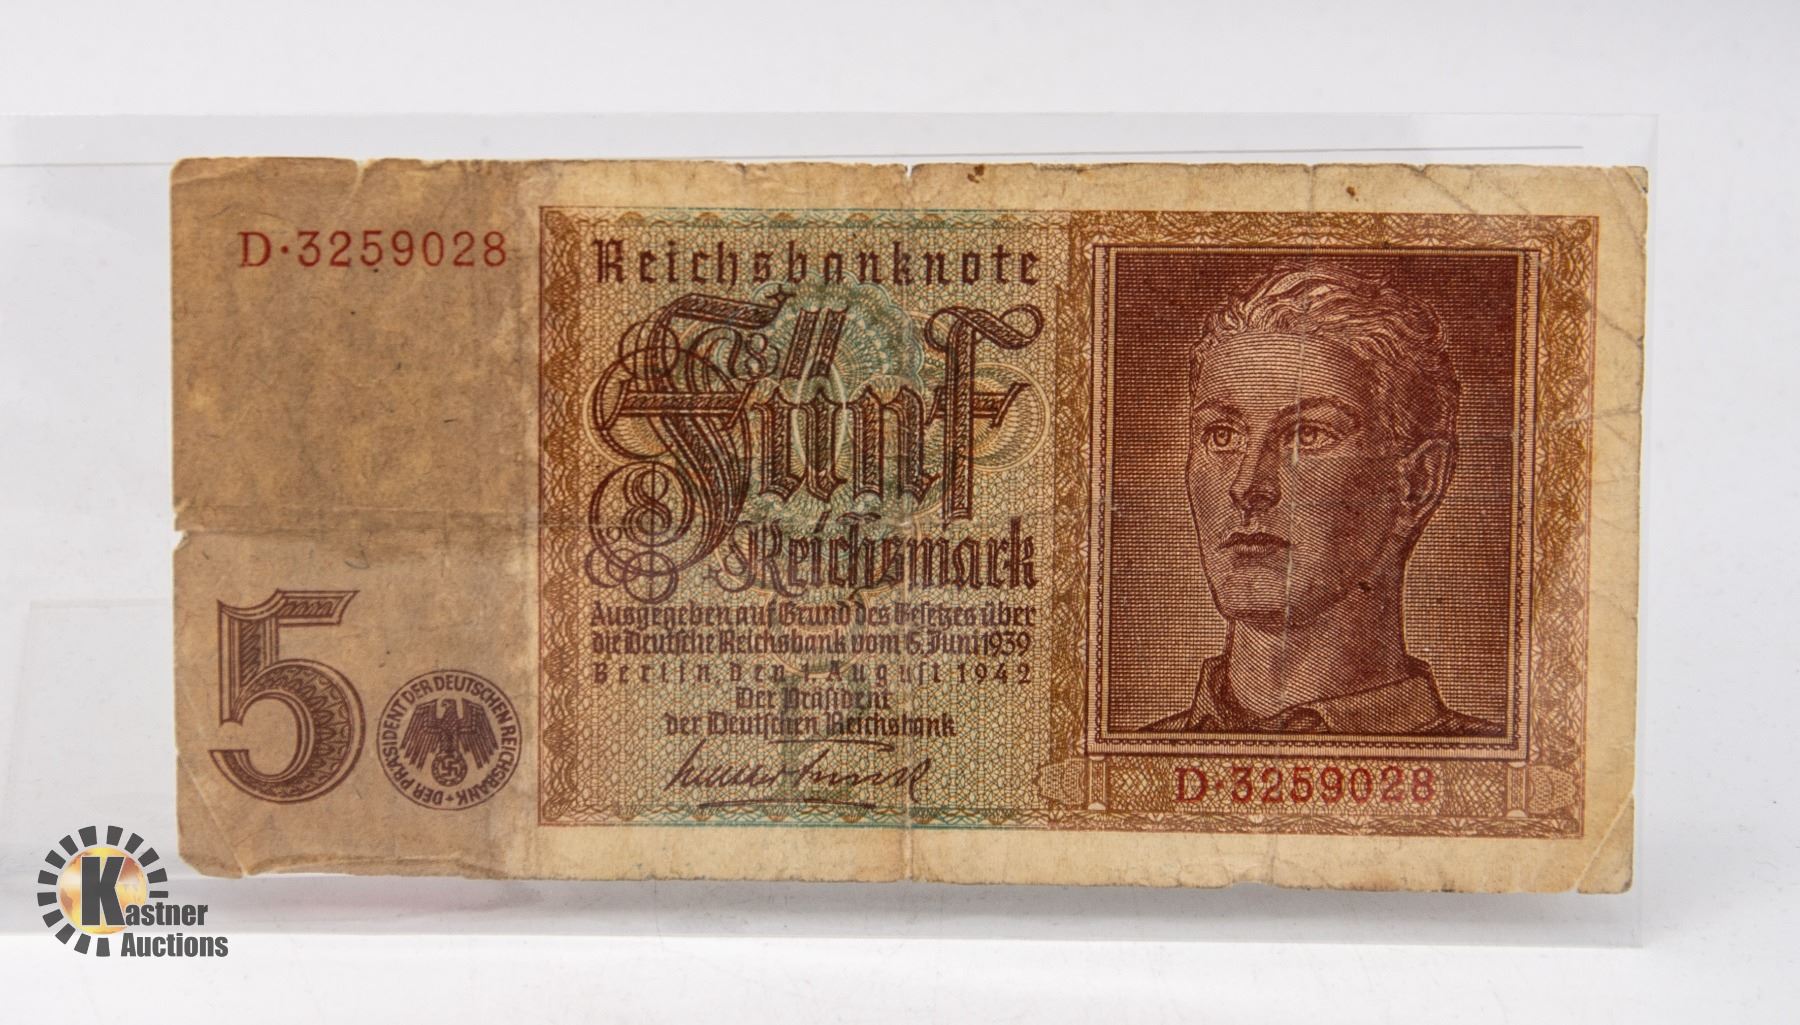 D·3259028
Reichsbanknote
Fünf
Reichsmark
Ausgegeben auf Grund des Gesetzes über
die Deutsche Reichsbank vom 15. Juni 1939
Berlin, den 1. August 1942
Der Präsident
der Deutschen Reichsbank
5
DER PRÄSIDENT DER DEUTSCHEN REICHSBANK
D·3259028
Kastner
Auctions